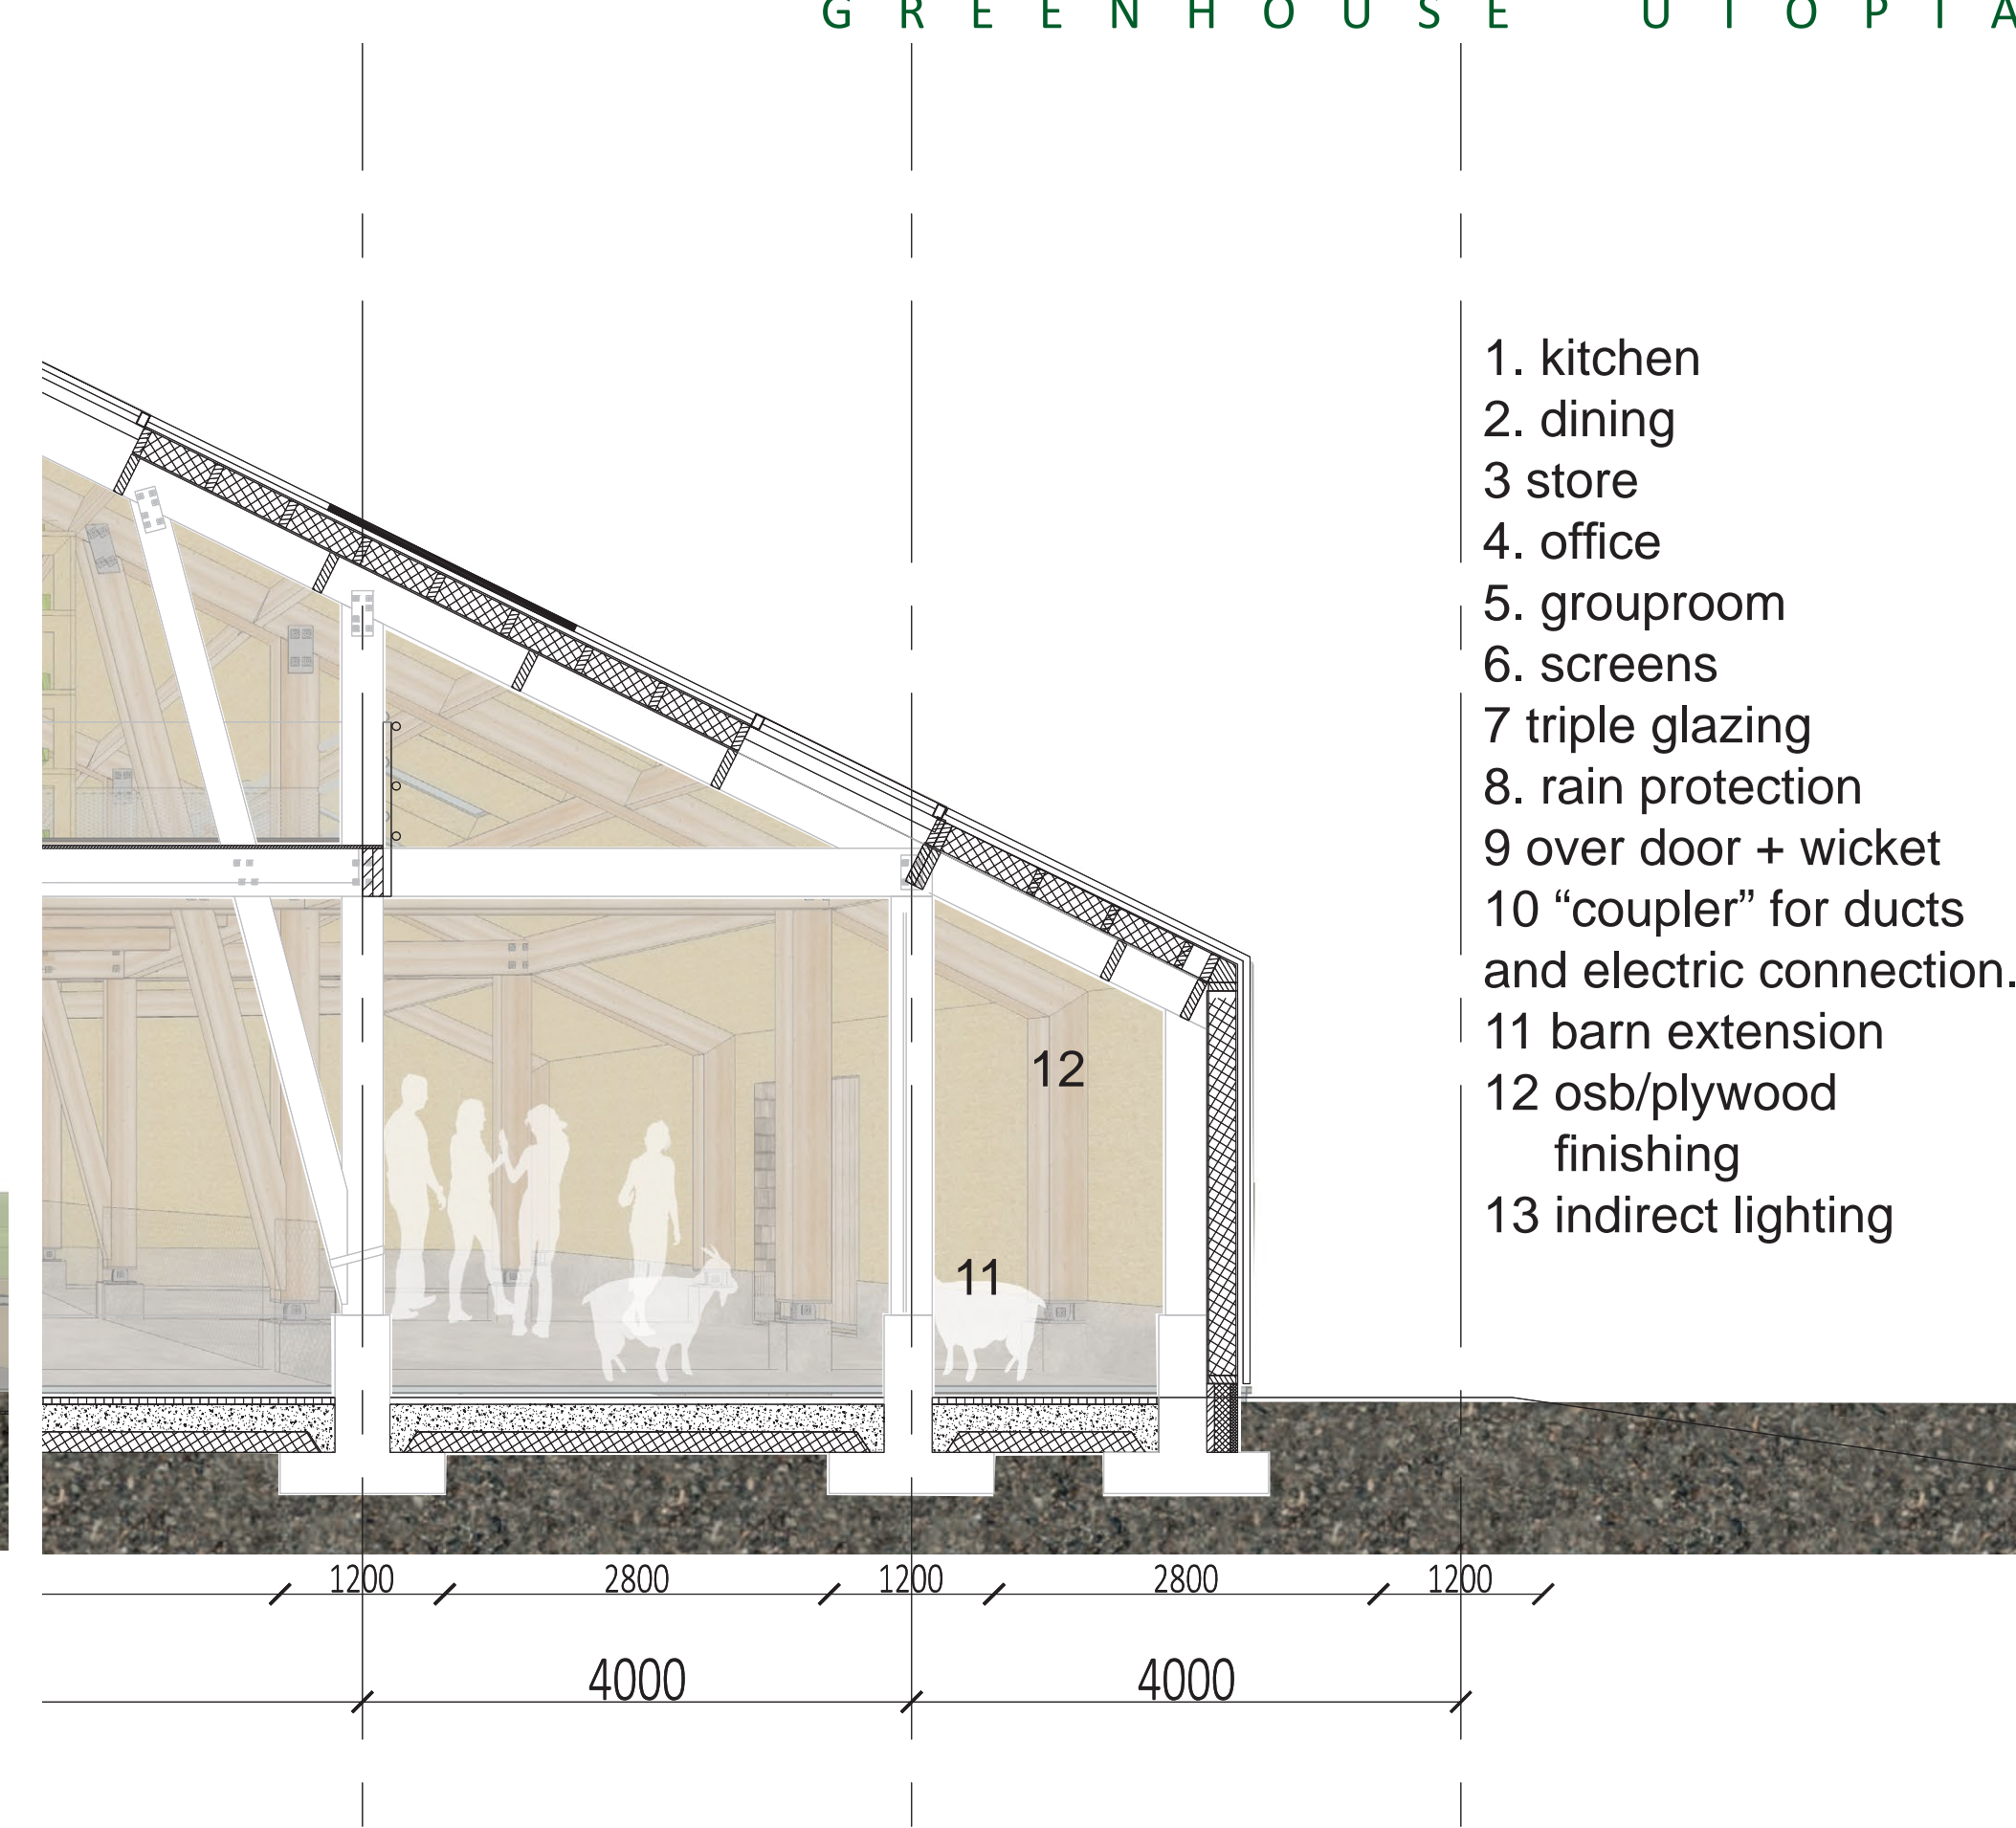 GREENHOUSE UTOPIA
1. kitchen
2. dining
3 store
4. office
5. grouproom
6. screens
7 triple glazing
8. rain protection
9 over door + wicket
10 “coupler” for ducts
and electric connection.
11 barn extension
12 osb/plywood
finishing
13 indirect lighting
12
11
1200 2800 1200 2800 1200
4000 4000